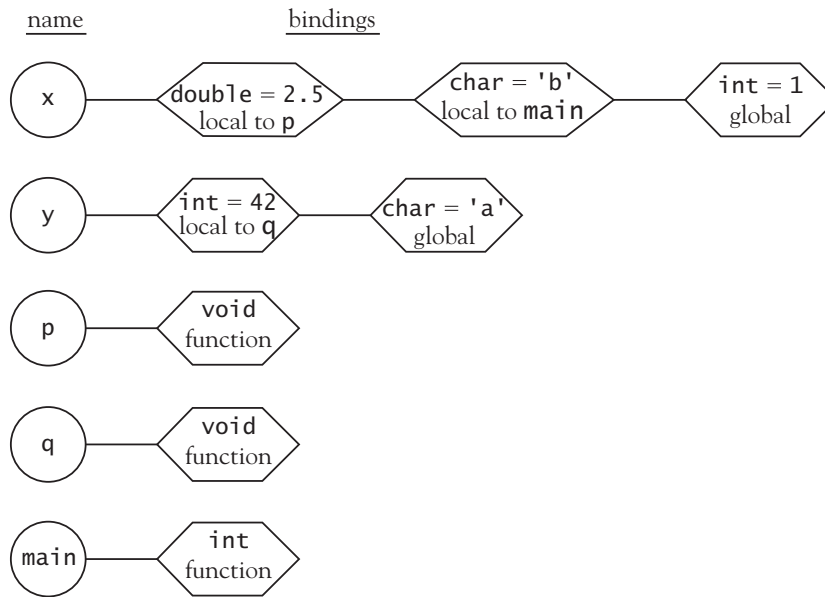 name bindings
x double = 2.5 char = 'b' int = 1
local to p local to main global
y int = 42 char = 'a'
local to q global
p void
function
q void
function
main int
function